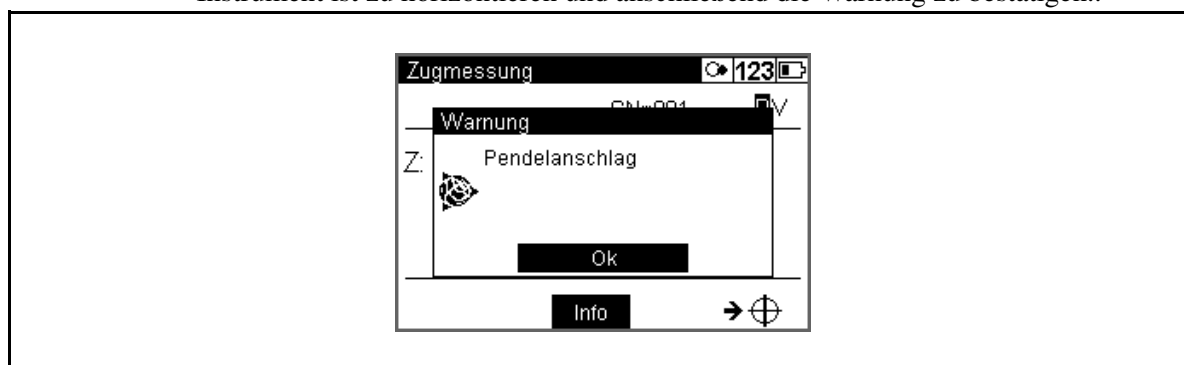 Instrument ist zu horizontieren und anschließend die Warnung zu bestätigen..
Zugmessung 123
Warnung
Z: Pendelanschlag
Ok
Info